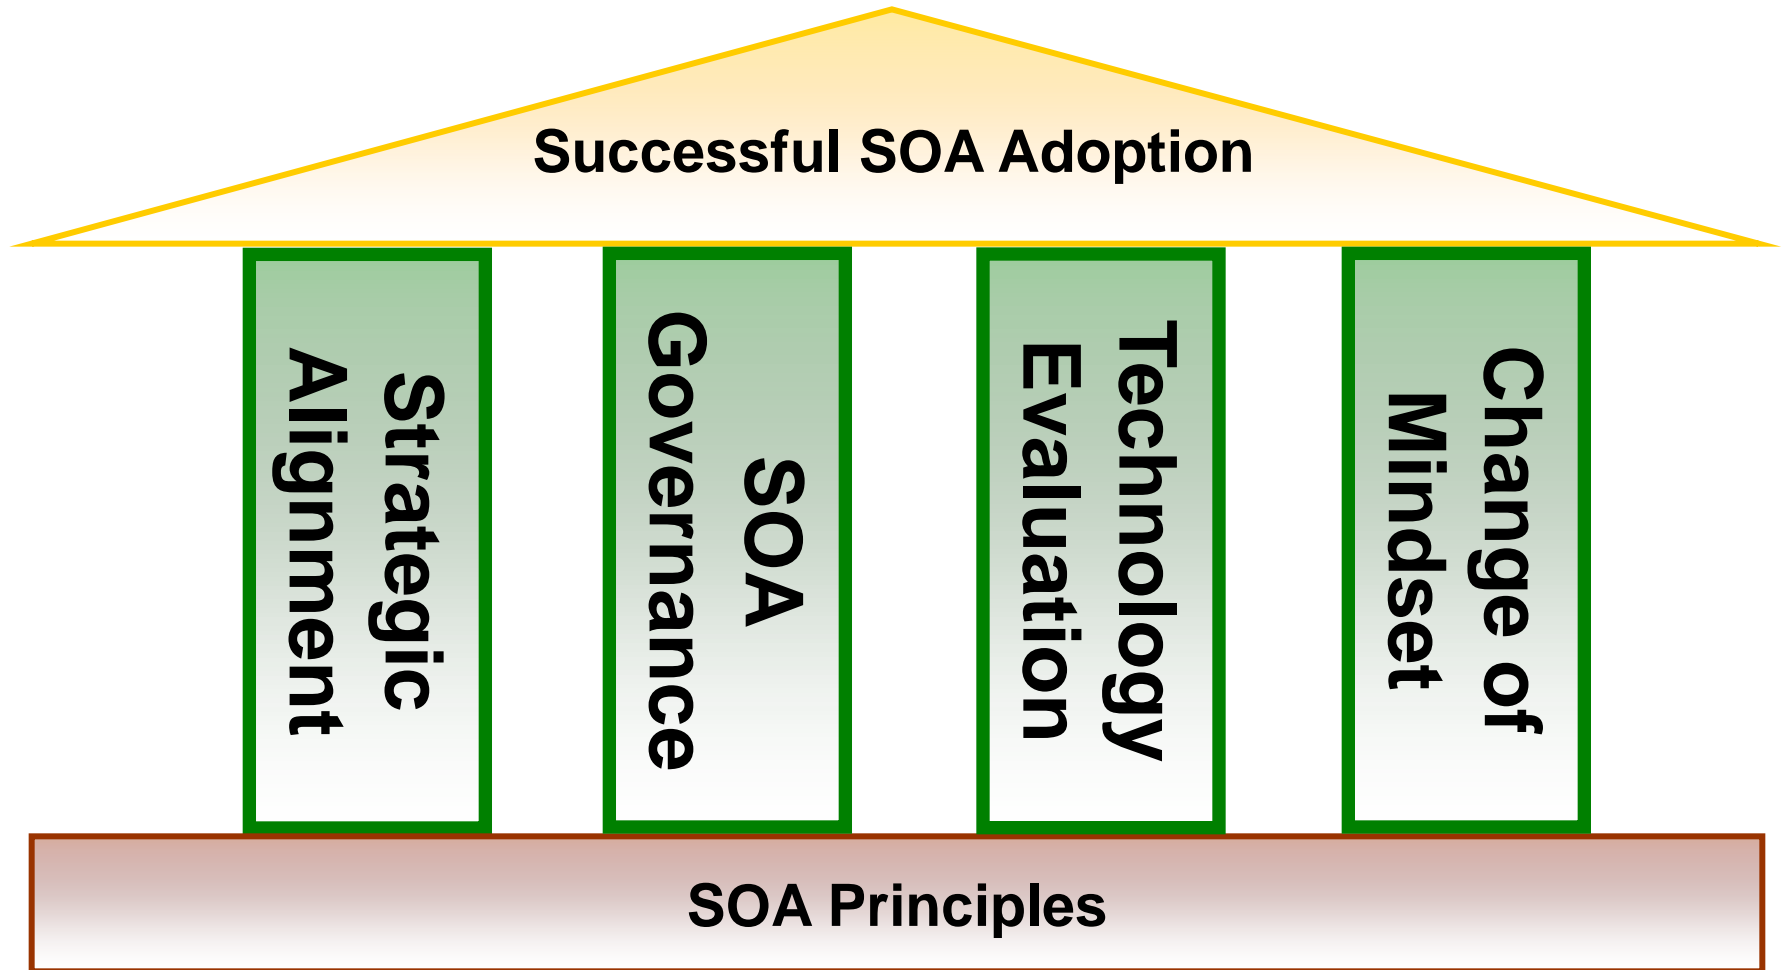 Successful SOA Adoption
Strategic
Alignment
SOA
Governance
Technology
Evaluation
Change of
Mindset
SOA Principles